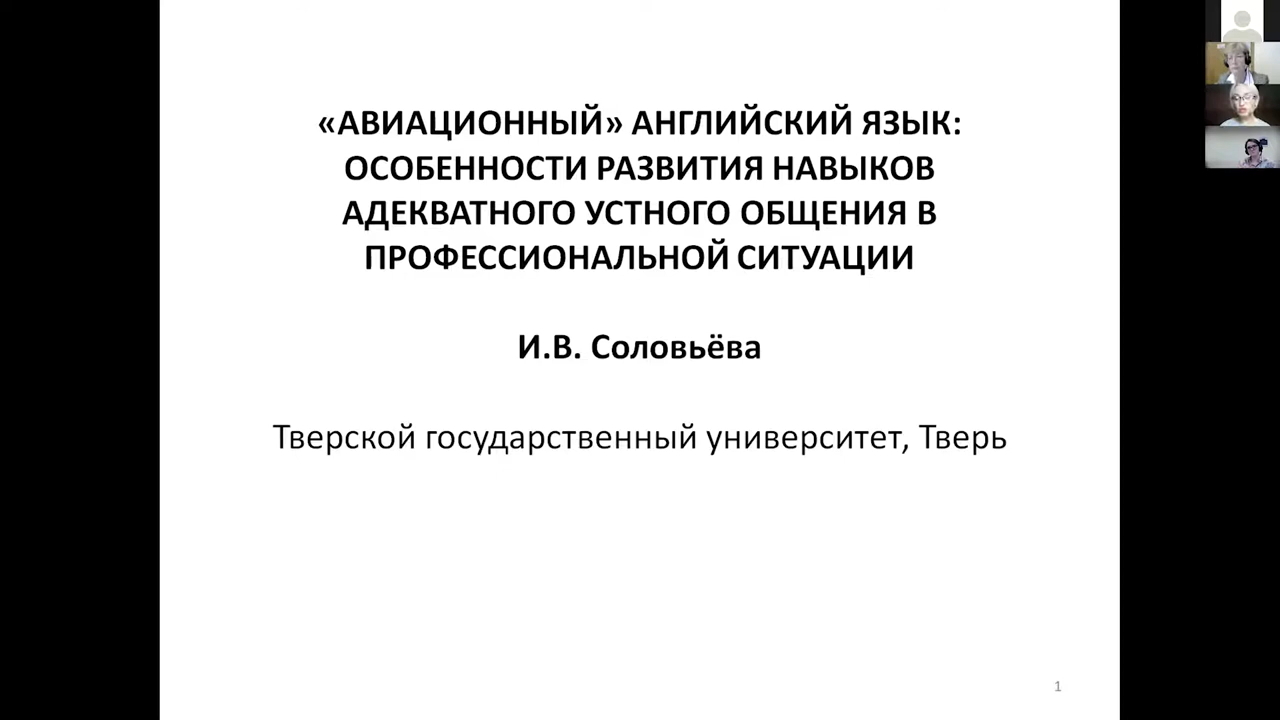 «АВИАЦИОННЫЙ» АНГЛИЙСКИЙ ЯЗЫК:
ОСОБЕННОСТИ РАЗВИТИЯ НАВЫКОВ
АДЕКВАТНОГО УСТНОГО ОБЩЕНИЯ В
ПРОФЕССИОНАЛЬНОЙ СИТУАЦИИ
И.В. Соловьёва
Тверской государственный университет, Тверь
1